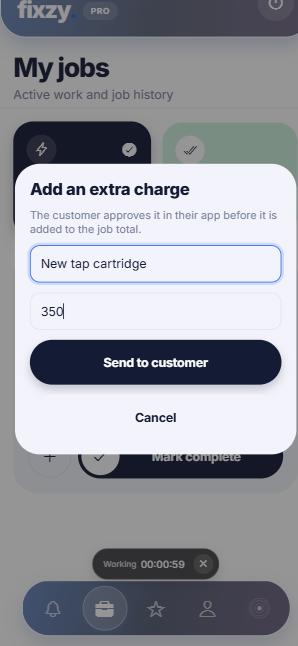 fixzy.
PRO
My jobs
Active work and job history
Add an extra charge
The customer approves it in their app before it is
added to the job total.
New tap cartridge
350
Send to customer
Cancel
Mark complete
Working 00:00:59